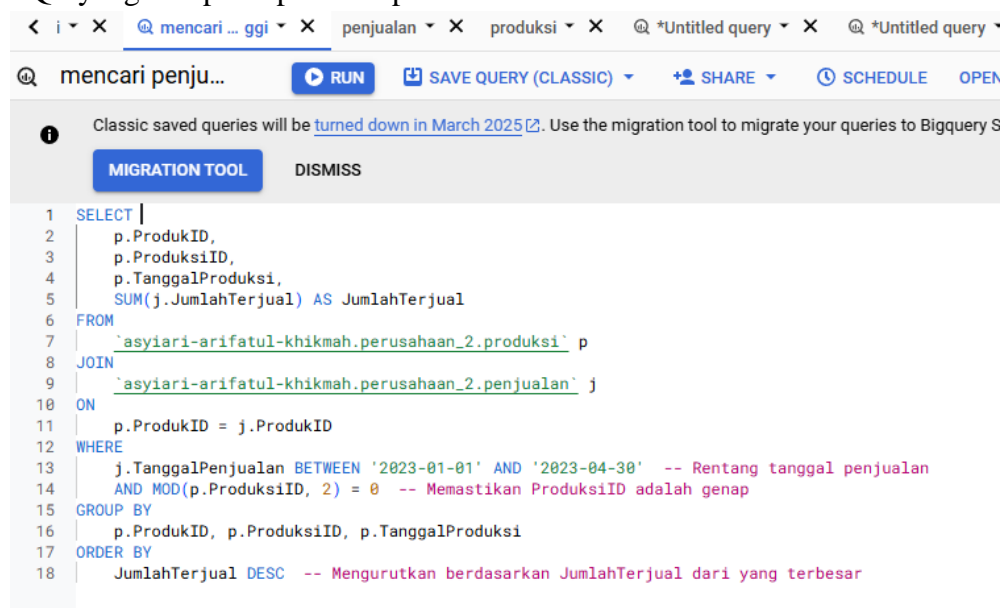 i
mencari ... ggi
penjualan
produksi
*Untitled query
*Untitled query
mencari penju...
RUN
SAVE QUERY (CLASSIC)
SHARE
SCHEDULE
OPEN
Classic saved queries will be turned down in March 2025. Use the migration tool to migrate your queries to Bigquery S
MIGRATION TOOL
DISMISS
1 SELECT
2 p.ProdukID,
3 p.ProduksiID,
4 p.TanggalProduksi,
5 SUM(j.JumlahTerjual) AS JumlahTerjual
6 FROM
7 `asyiari-arifatul-khikmah.perusahaan_2.produksi` p
8 JOIN
9 `asyiari-arifatul-khikmah.perusahaan_2.penjualan` j
10 ON
11 p.ProdukID = j.ProdukID
12 WHERE
13 j.TanggalPenjualan BETWEEN '2023-01-01' AND '2023-04-30' -- Rentang tanggal penjualan
14 AND MOD(p.ProduksiID, 2) = 0 -- Memastikan ProduksiID adalah genap
15 GROUP BY
16 p.ProdukID, p.ProduksiID, p.TanggalProduksi
17 ORDER BY
18 JumlahTerjual DESC -- Mengurutkan berdasarkan JumlahTerjual dari yang terbesar